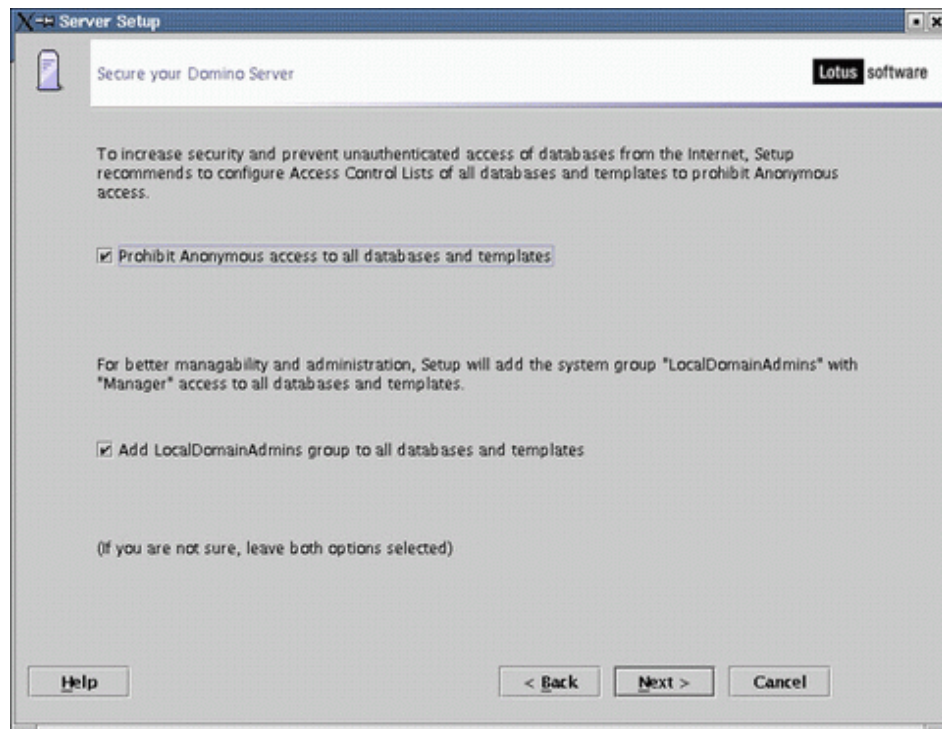 Server Setup
Secure your Domino Server
Lotus software
To increase security and prevent unauthenticated access of databases from the Internet, Setup
recommends to configure Access Control Lists of all databases and templates to prohibit Anonymous
access.
Prohibit Anonymous access to all databases and templates
For better managability and administration, Setup will add the system group "LocalDomainAdmins" with
"Manager" access to all databases and templates.
Add LocalDomainAdmins group to all databases and templates
(If you are not sure, leave both options selected)
Help
< Back
Next >
Cancel